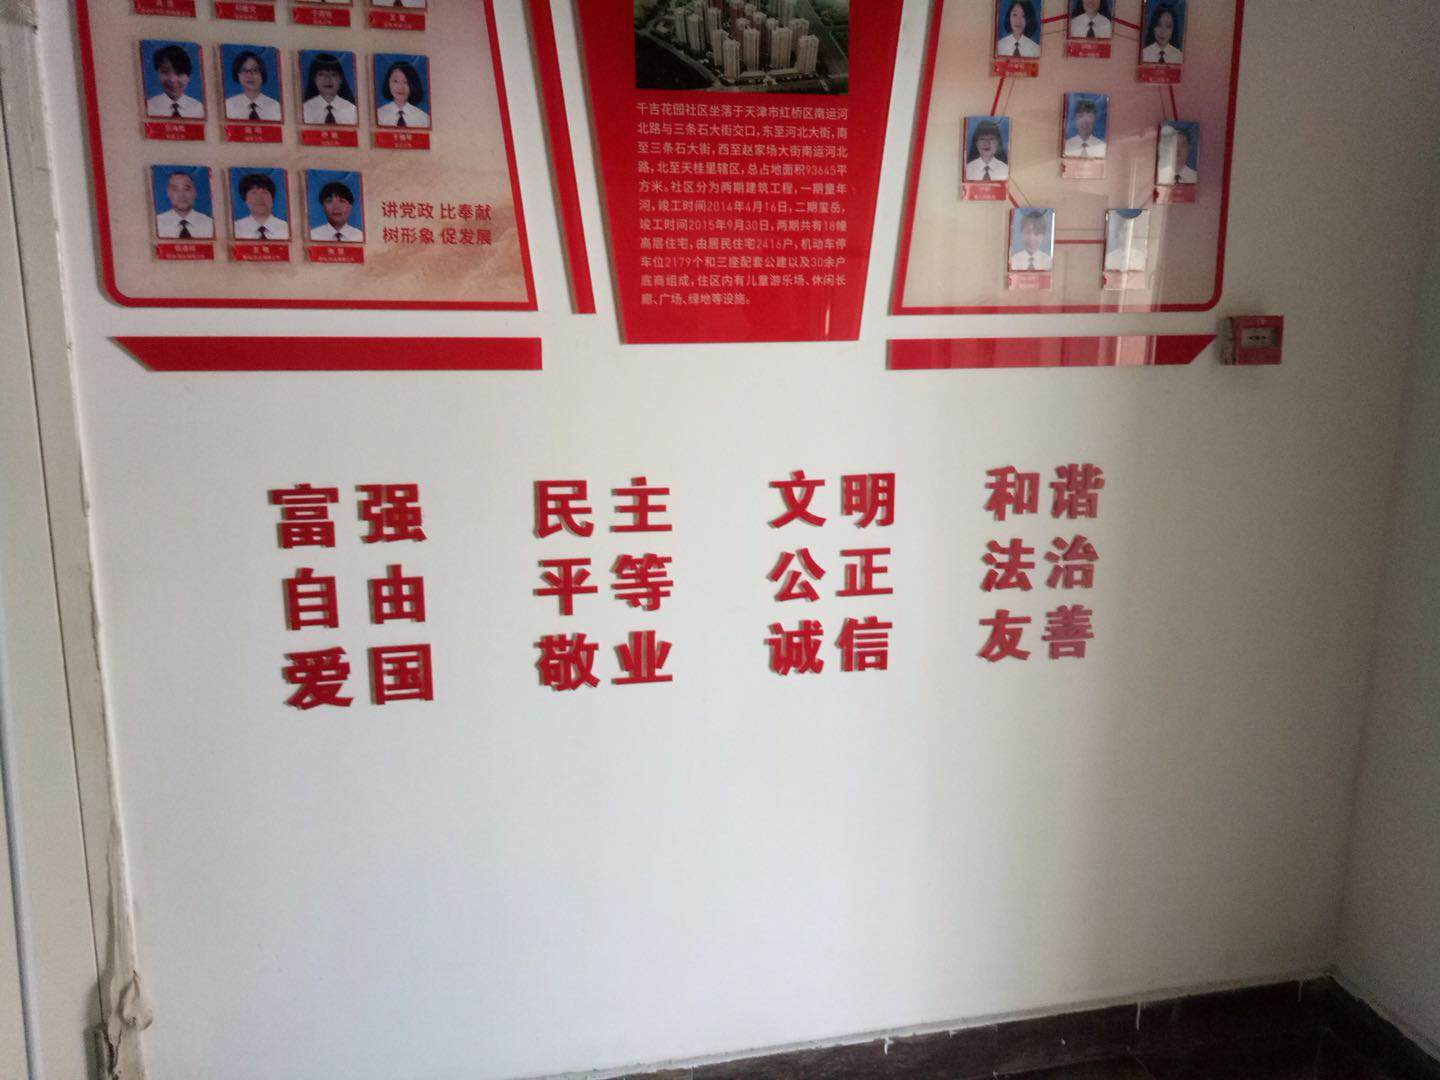 讲党政 比奉献
树形象 促发展
千吉花园社区坐落于天津市红桥区南运河
北路与三条石大街交口，东至河北大街，南
至三条石大街，西至赵家场大街南运河北
路，北至天桂里辖区，总占地面积93645平
方米。社区分为两期建筑工程，一期童年
河，竣工时间2014年4月16日，二期玺岳，
竣工时间2015年9月30日，两期共有18幢
高层住宅，由居民住宅2416户，机动车停
车位2179个和三座配套公建以及30余户
底商组成，住区内有儿童游乐场、休闲长
廊、广场、绿地等设施。
富强 民主 文明 和谐
自由 平等 公正 法治
爱国 敬业 诚信 友善